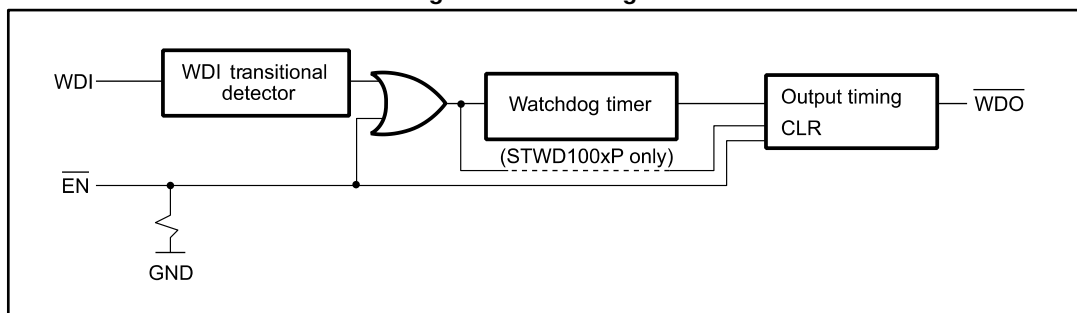 WDI
WDI transitional
detector
Watchdog timer
(STWD100xP only)
Output timing
CLR
WDO
EN
GND